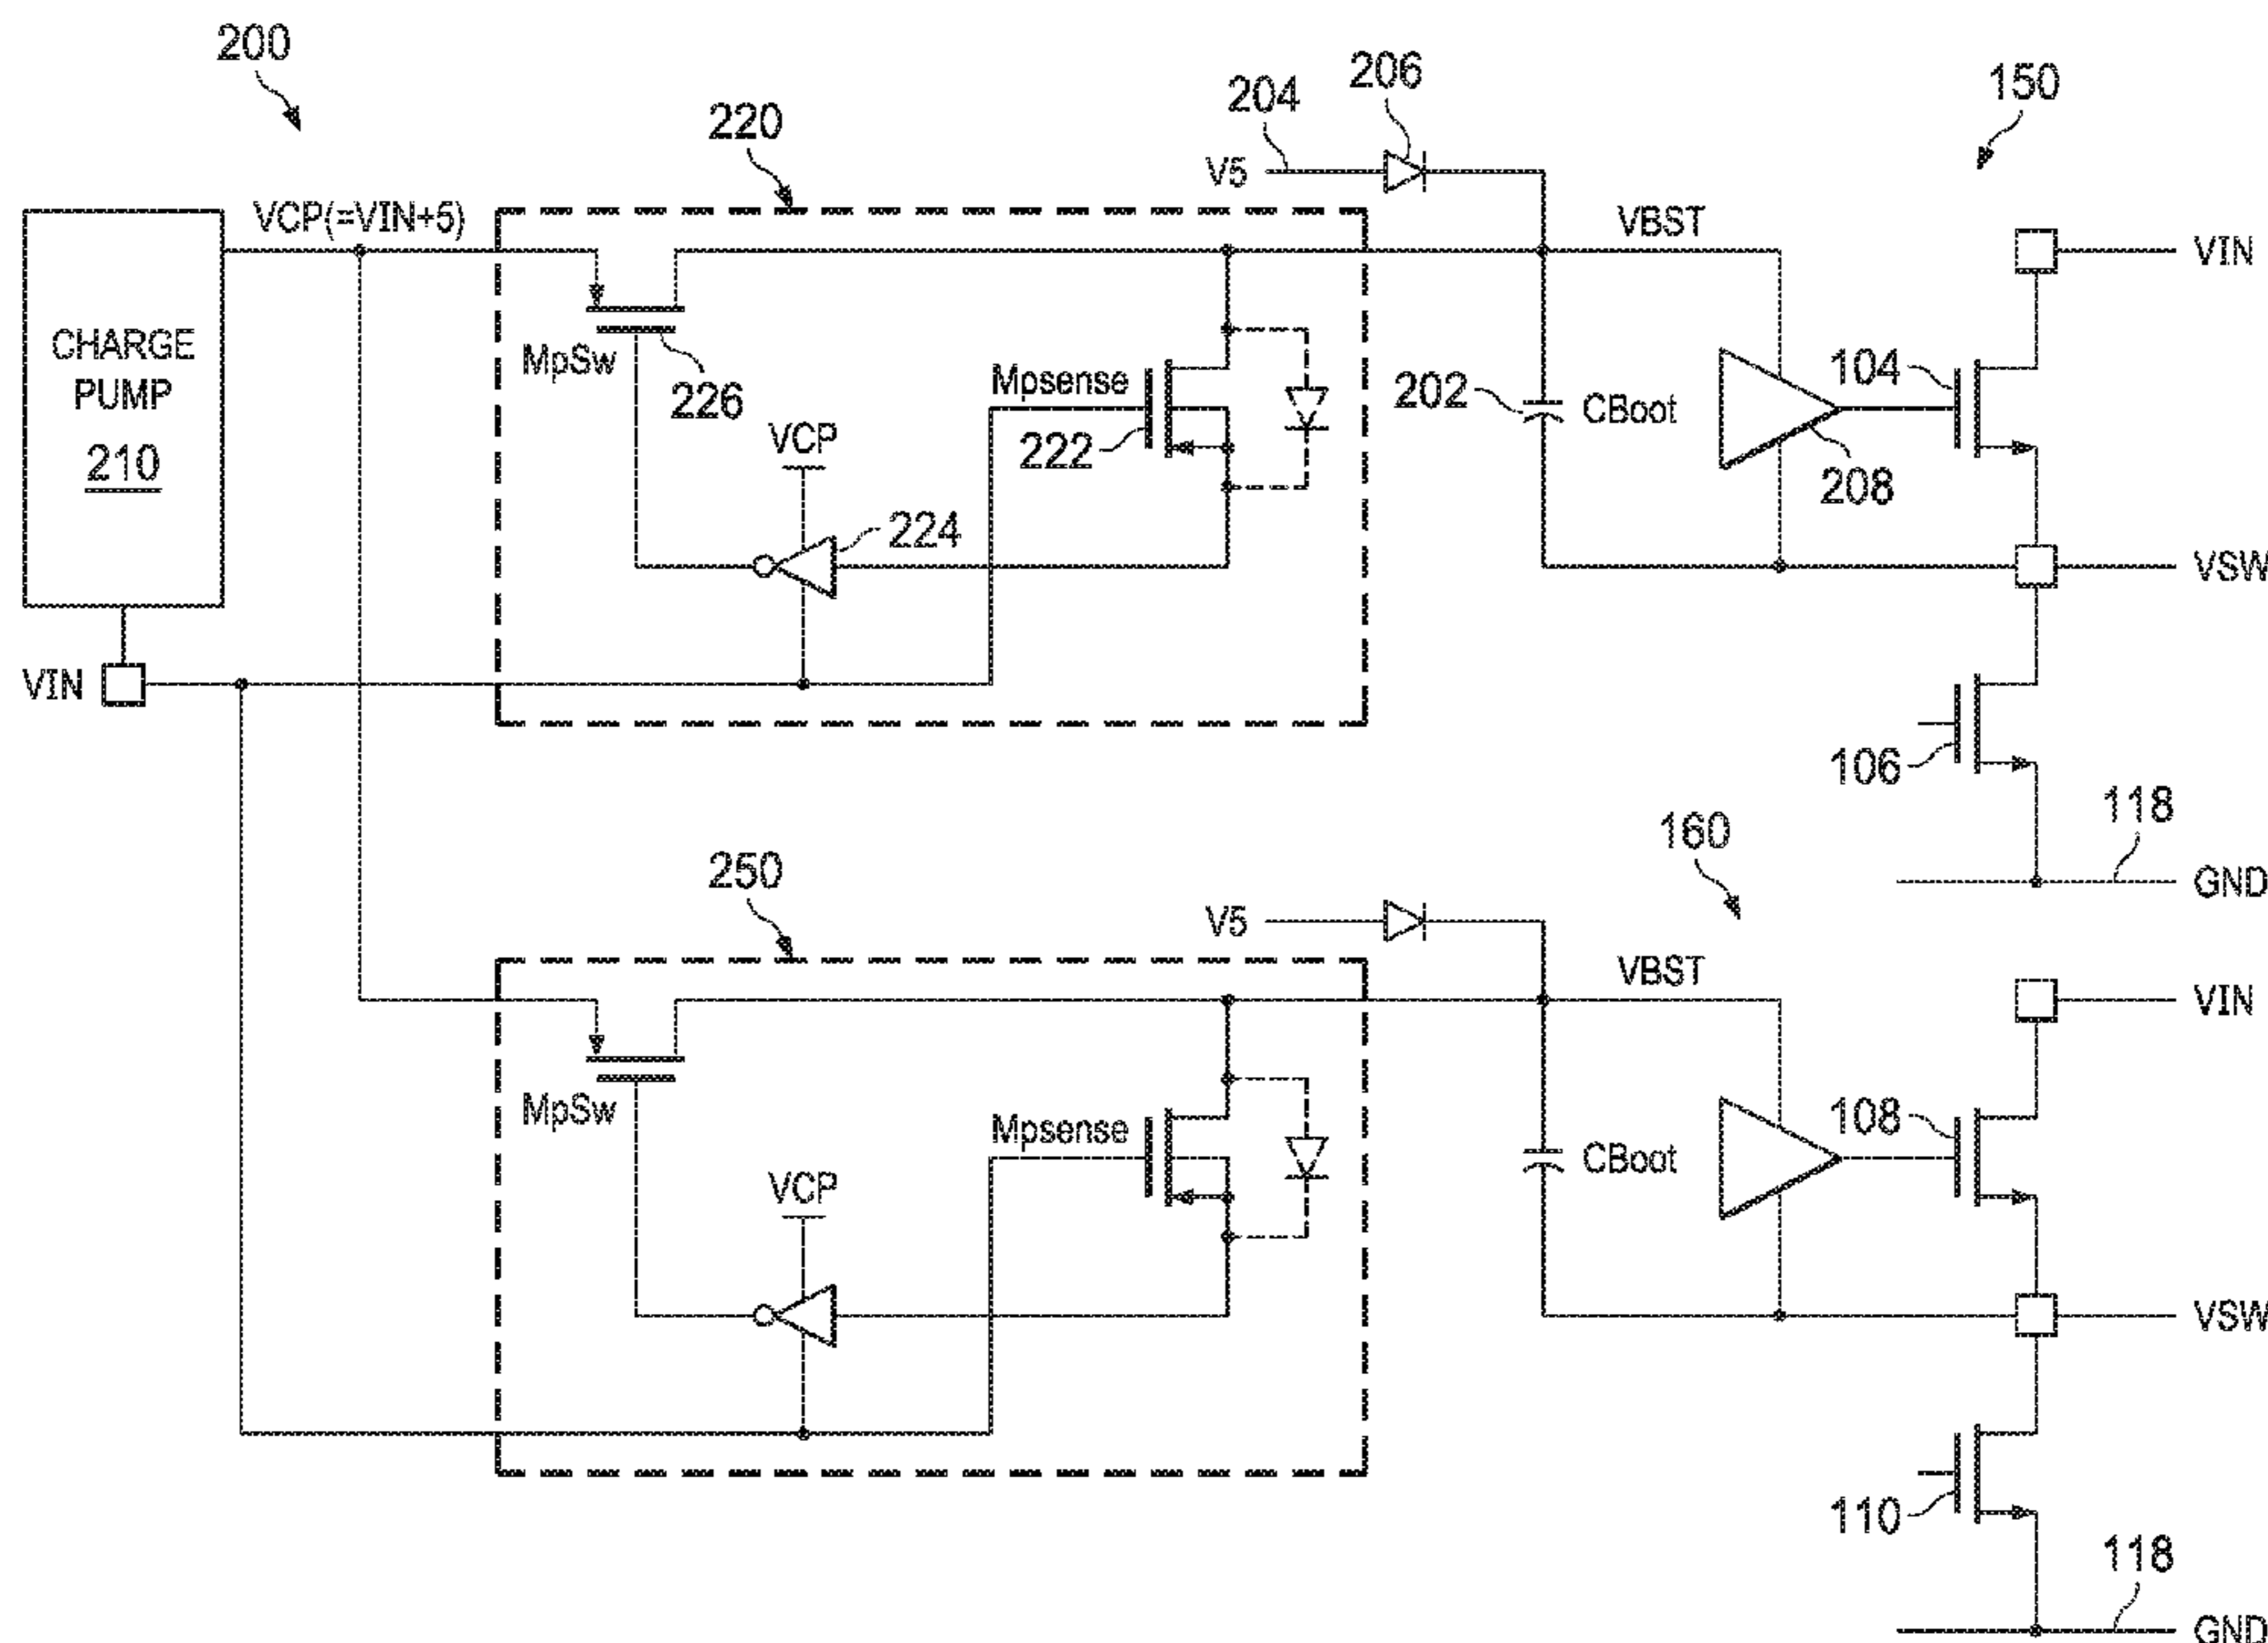 200
220
204
206
150
V5
VCP(=VIN+5)
VBST
VIN
CHARGE
PUMP
210
MpSw
226
Mpsense
222
VCP
224
202
CBoot
104
208
VSW
VIN
106
118
GND
160
250
V5
VBST
VIN
MpSw
Mpsense
VCP
CBoot
108
VSW
110
118
GND